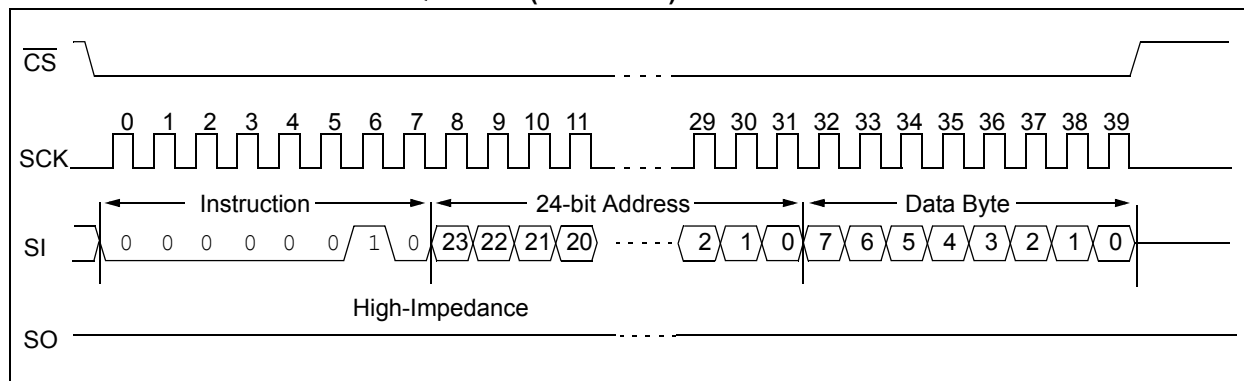 CS
0 1 2 3 4 5 6 7 8 9 10 11 29 30 31 32 33 34 35 36 37 38 39
SCK
Instruction 24-bit Address Data Byte
SI 0 0 0 0 0 0 1 0 23 22 21 20 2 1 0 7 6 5 4 3 2 1 0
High-Impedance
SO